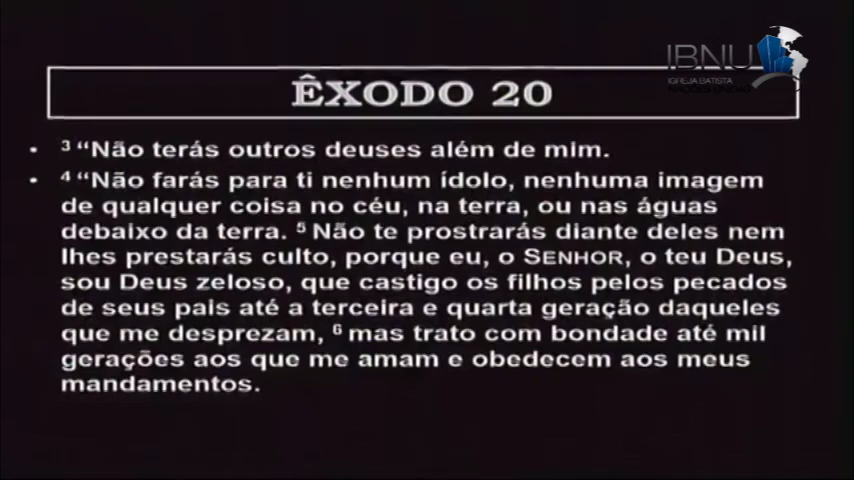 IBNU
IGREJA BATISTA
NAÇÕES UNIDAS
ÊXODO 20
• ³ “Não terás outros deuses além de mim.
• ⁴ “Não farás para ti nenhum ídolo, nenhuma imagem
de qualquer coisa no céu, na terra, ou nas águas
debaixo da terra. ⁵ Não te prostrarás diante deles nem
lhes prestarás culto, porque eu, o SENHOR, o teu Deus,
sou Deus zeloso, que castigo os filhos pelos pecados
de seus pais até a terceira e quarta geração daqueles
que me desprezam, ⁶ mas trato com bondade até mil
gerações aos que me amam e obedecem aos meus
mandamentos.